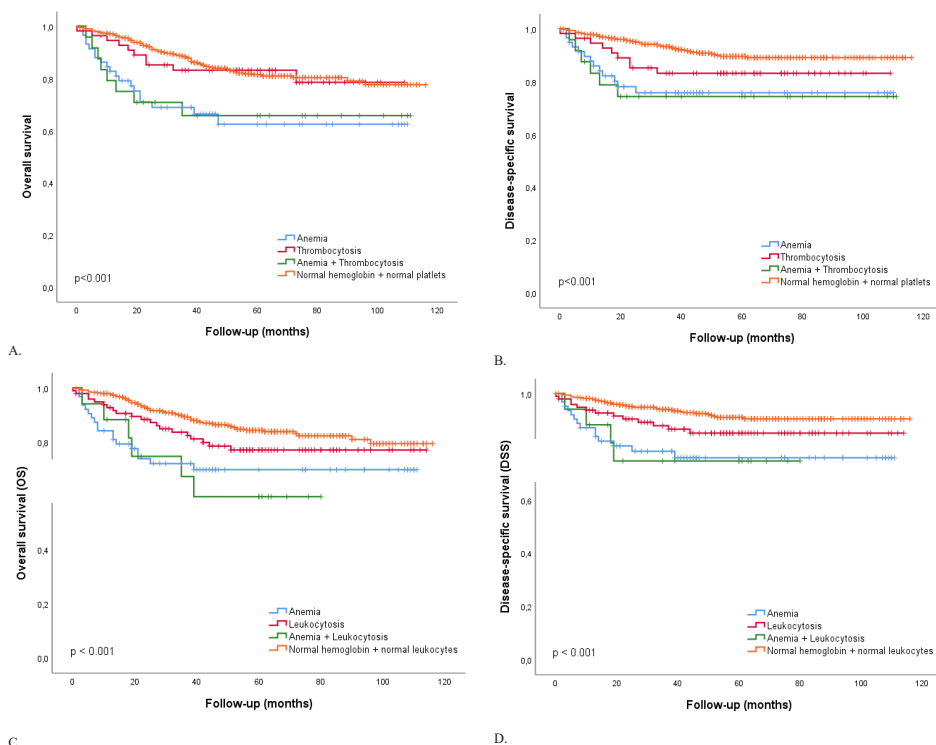 1,0
0,8
0,6
0,4
0,2
0,0
Overall survival
Anemia
Thrombocytosis
Anemia + Thrombocytosis
Normal hemoglobin + normal platlets
p<0.001
0 20 40 60 80 100 120
Follow-up (months)
A.
1,0
0,8
0,6
0,4
0,2
0,0
Disease-specific survival
Anemia
Thrombocytosis
Anemia + Thrombocytosis
Normal hemoglobin + normal platlets
p<0.001
0 20 40 60 80 100 120
Follow-up (months)
B.
1,0
0,8
0,4
0,2
0,0
Overall survival (OS)
Anemia
Leukocytosis
Anemia + Leukocytosis
Normal hemoglobin + normal leukocytes
p < 0.001
0 20 40 60 80 100 120
Follow-up (months)
C.
1,0
0,6
0,4
0,2
0,0
Disease-specific survival (DSS)
Anemia
Leukocytosis
Anemia + Leukocytosis
Normal hemoglobin + normal leukocytes
p < 0.001
0 20 40 60 80 100 120
Follow-up (months)
D.